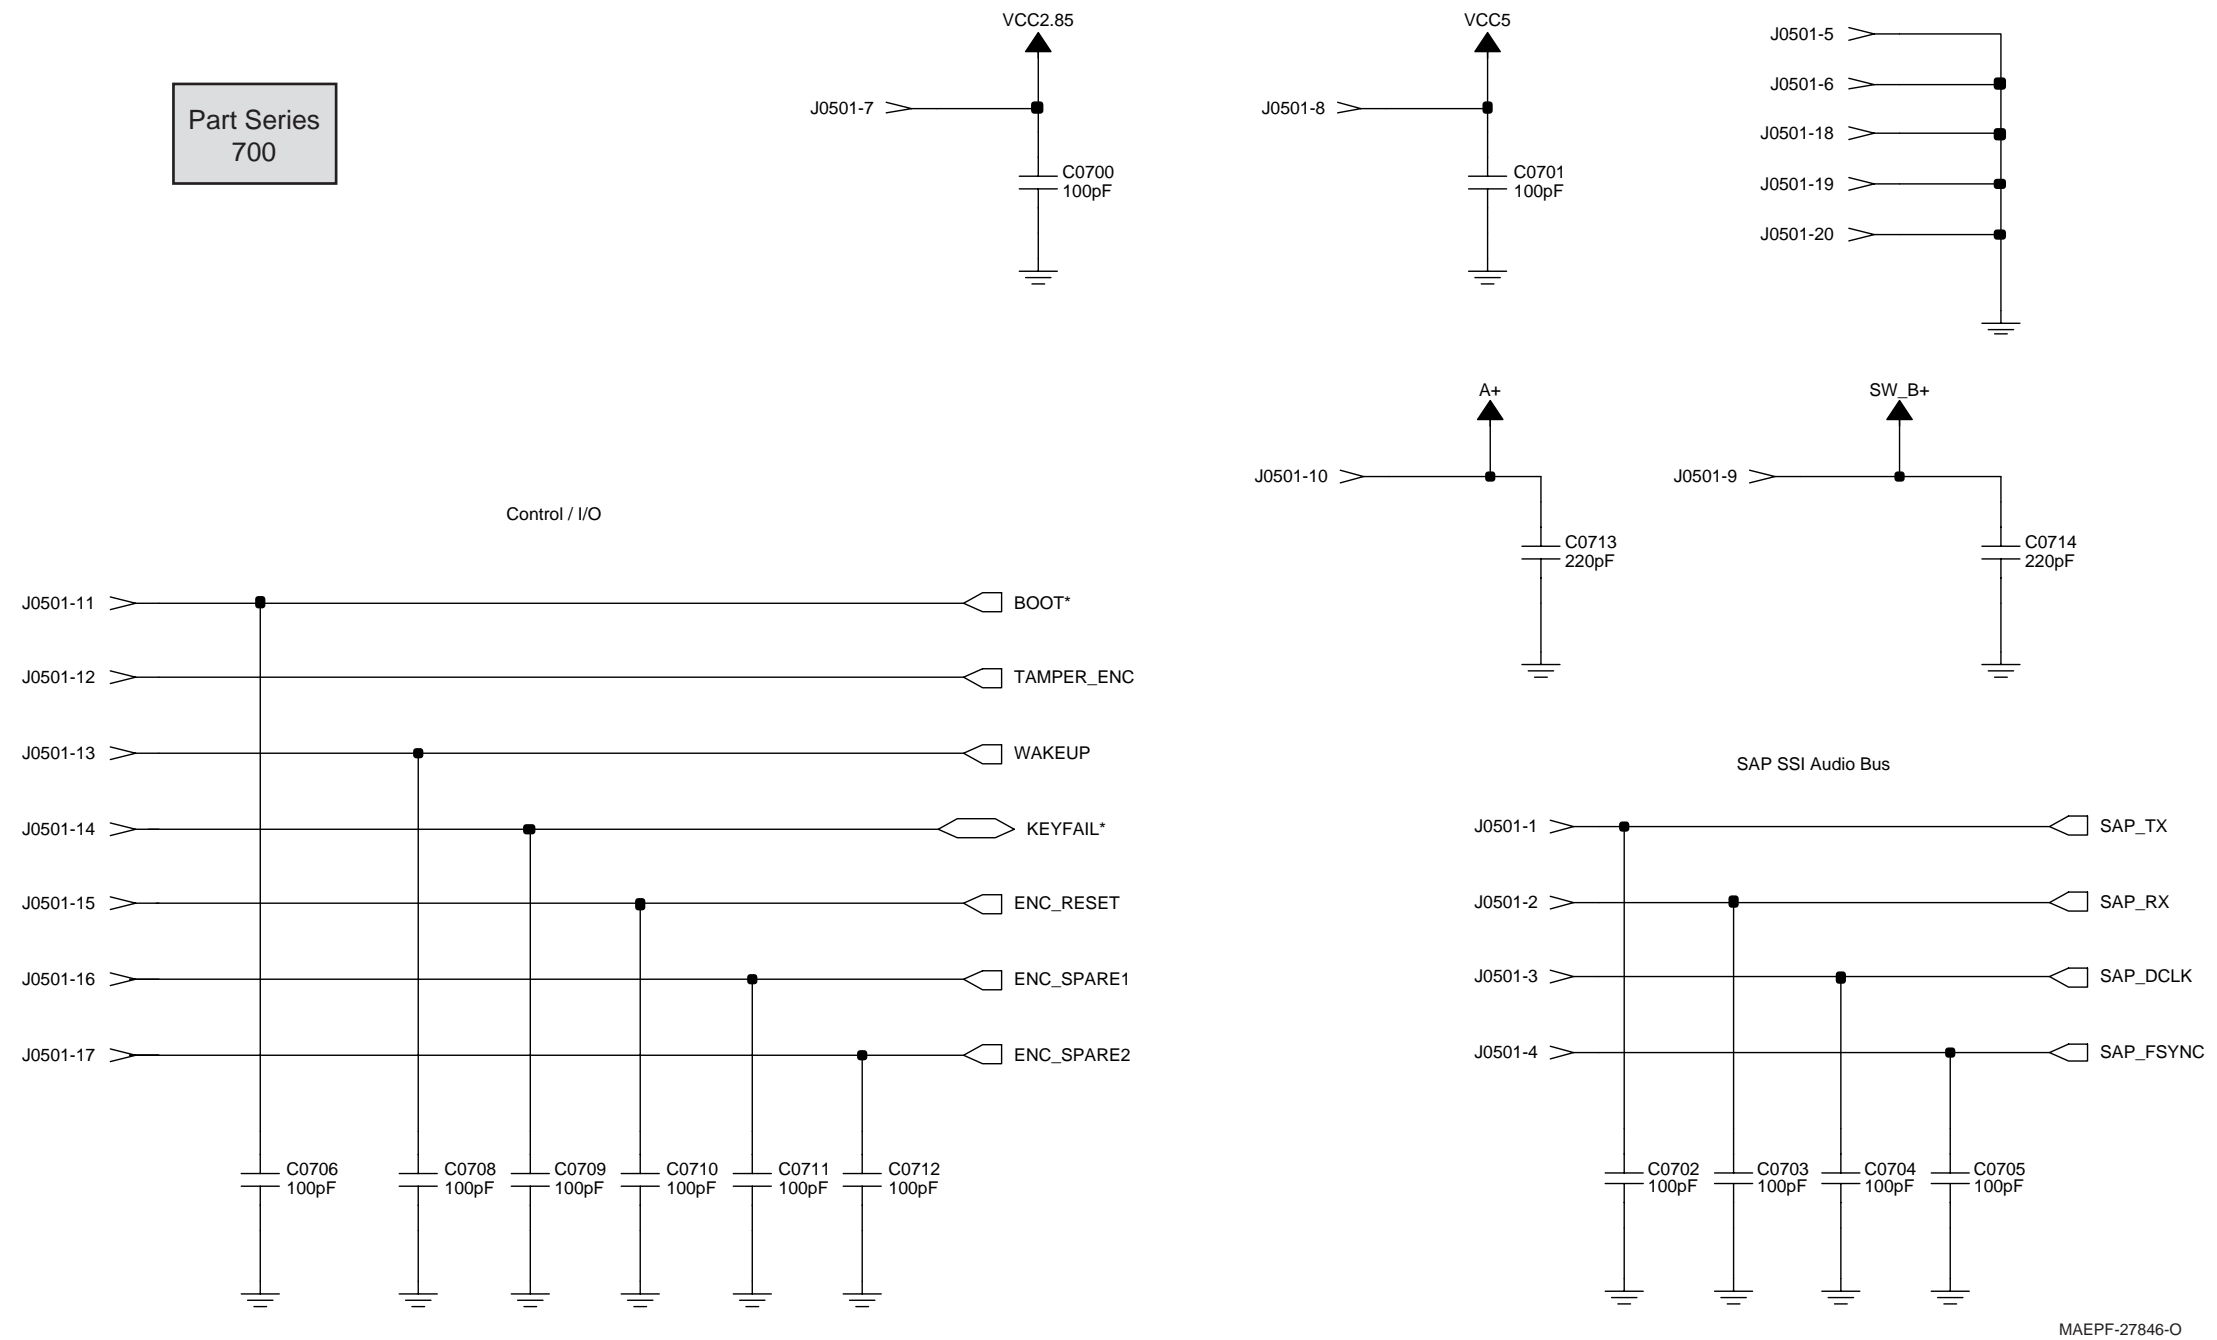 VCC2.85
VCC5
J0501-5
Part Series
700
J0501-7
J0501-8
J0501-6
J0501-18
J0501-19
J0501-20
C0700
100pF
C0701
100pF
A+
SW_B+
J0501-10
J0501-9
C0713
220pF
C0714
220pF
Control / I/O
J0501-11
BOOT*
J0501-12
TAMPER_ENC
J0501-13
WAKEUP
J0501-14
KEYFAIL*
J0501-15
ENC_RESET
J0501-16
ENC_SPARE1
J0501-17
ENC_SPARE2
C0706
100pF
C0708
100pF
C0709
100pF
C0710
100pF
C0711
100pF
C0712
100pF
SAP SSI Audio Bus
J0501-1
SAP_TX
J0501-2
SAP_RX
J0501-3
SAP_DCLK
J0501-4
SAP_FSYNC
C0702
100pF
C0703
100pF
C0704
100pF
C0705
100pF
MAEPF-27846-O